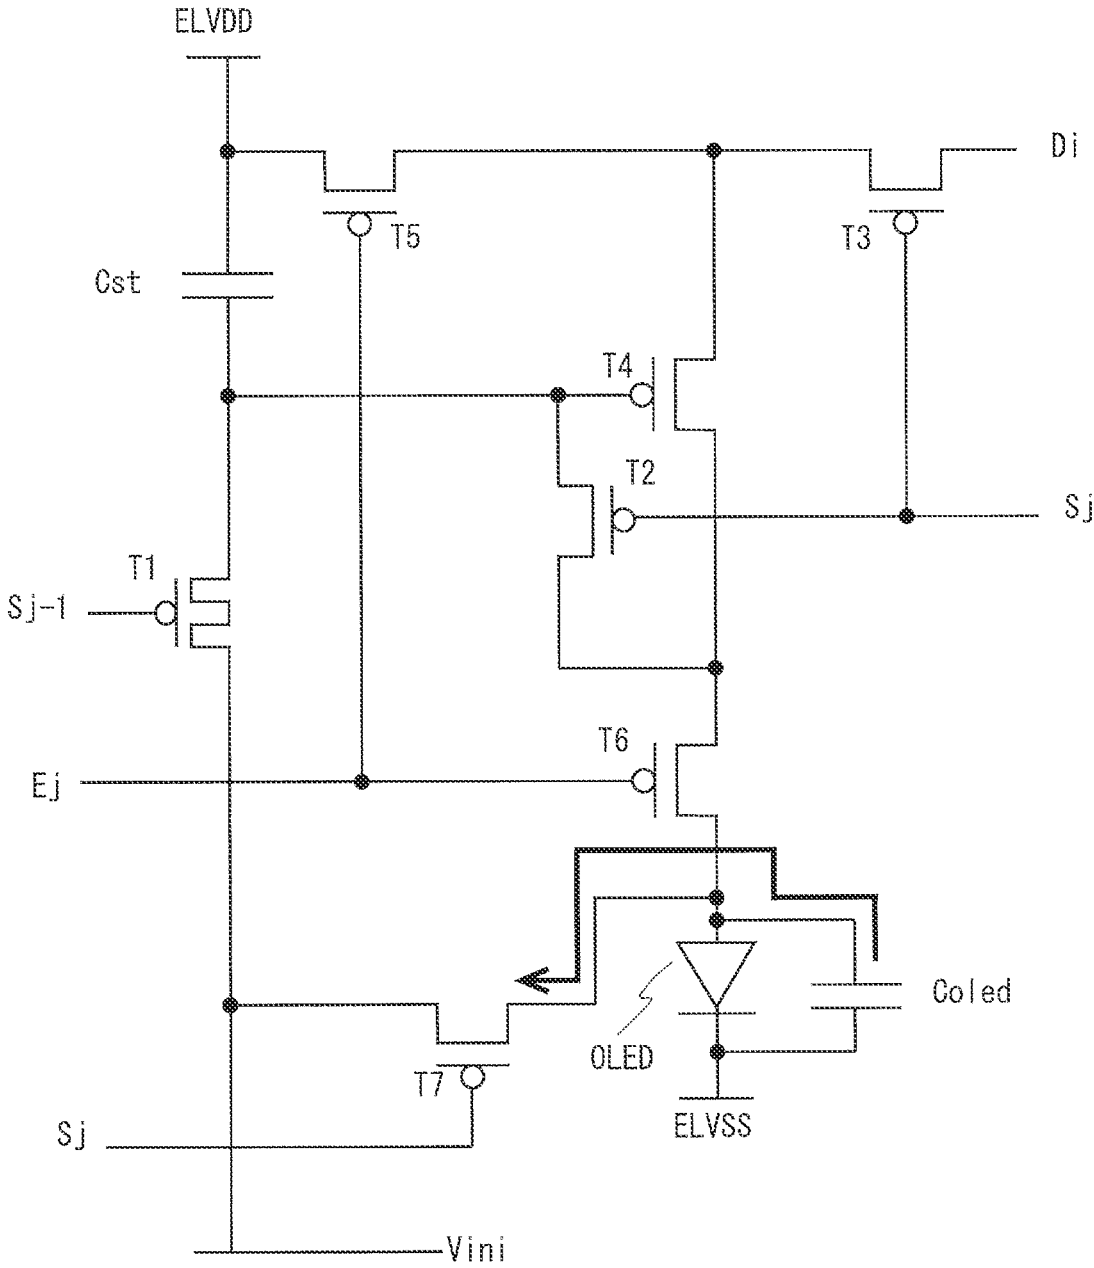 ELVDD
Di
T5
T3
Cst
T4
T2
Sj
T1
Sj-1
T6
Ej
Coled
OLED
T7
ELVSS
Sj
Vini